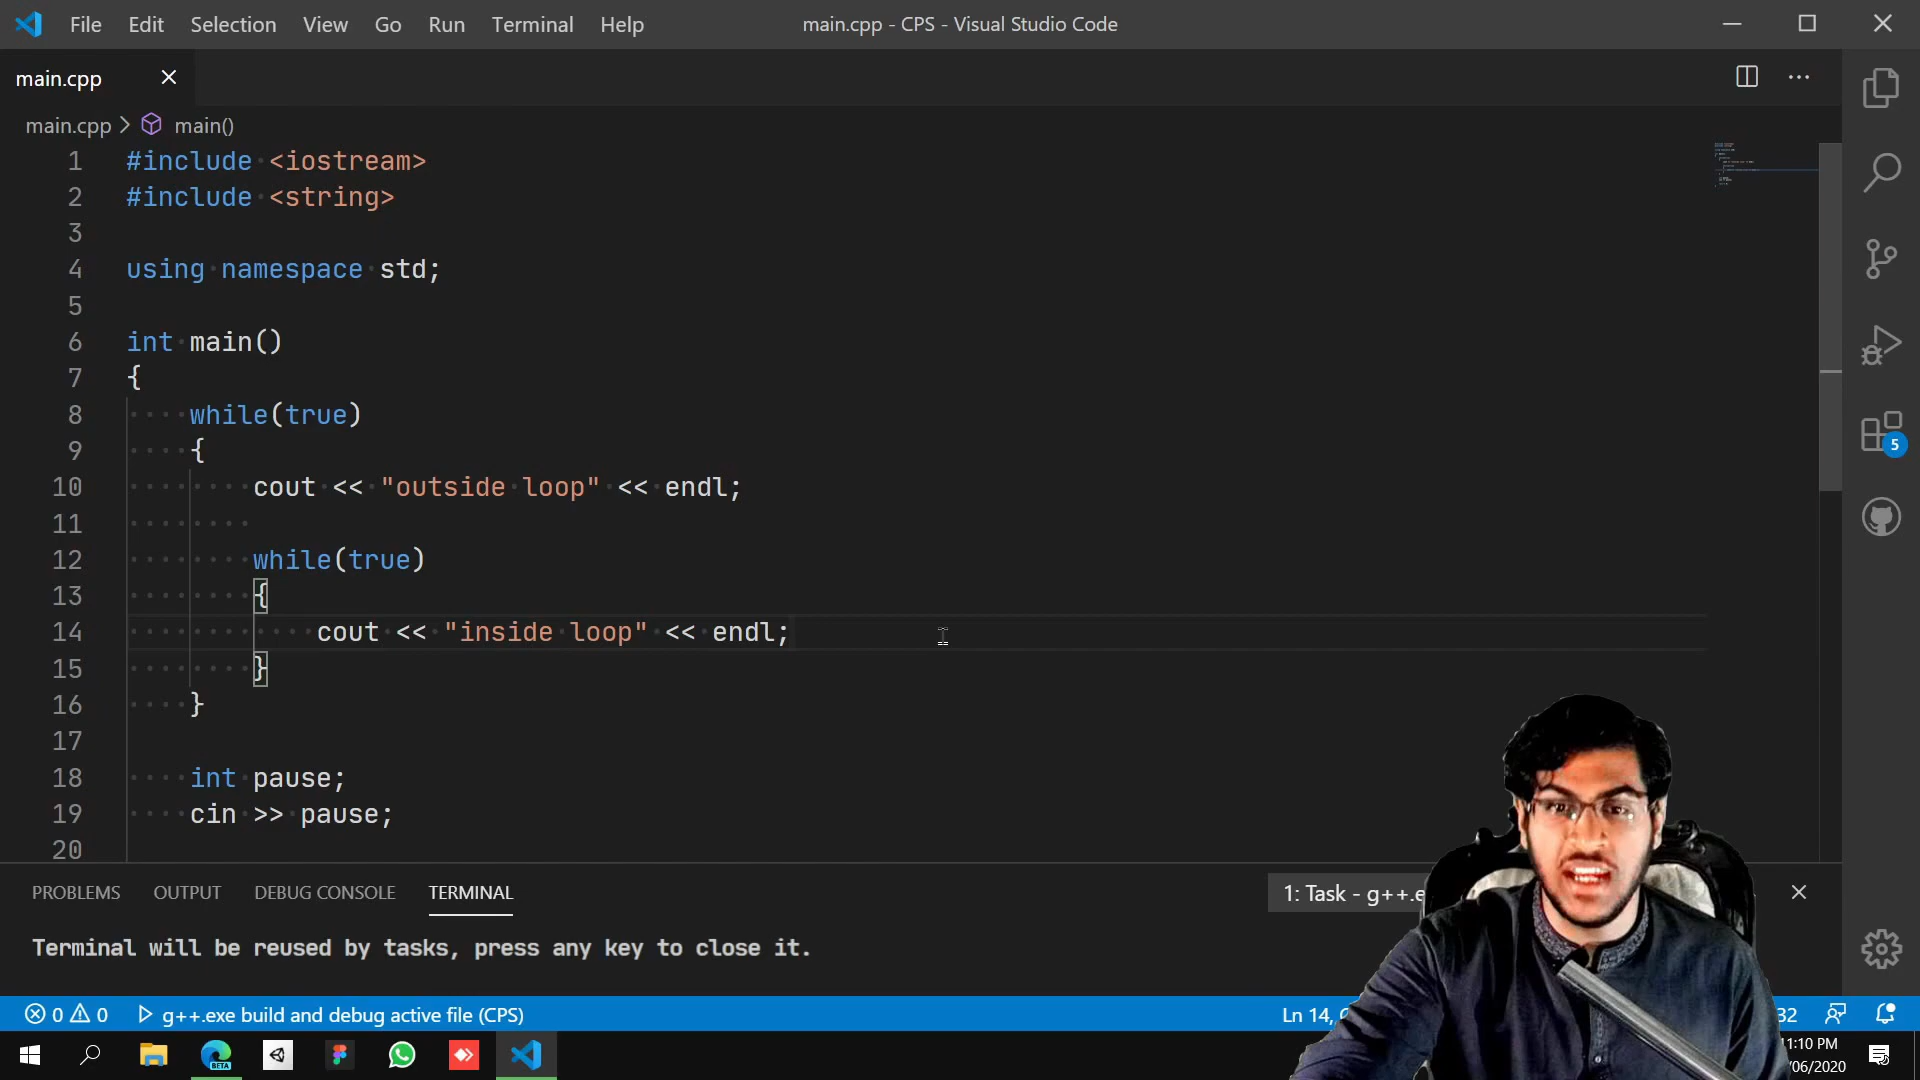 File Edit Selection View Go Run Terminal Help main.cpp - CPS - Visual Studio Code
main.cpp
main.cpp > main()
1 #include <iostream>
2 #include <string>
3
4 using namespace std;
5
6 int main()
7 {
8 while(true)
9 {
10 cout << "outside loop" << endl;
11
12 while(true)
13 {
14 cout << "inside loop" << endl;
15 }
16 }
17
18 int pause;
19 cin >> pause;
20
5
PROBLEMS OUTPUT DEBUG CONSOLE TERMINAL 1: Task - g++.e
Terminal will be reused by tasks, press any key to close it.
0 0 g++.exe build and debug active file (CPS) Ln 14, 32
BETA
11:10 PM
/06/2020